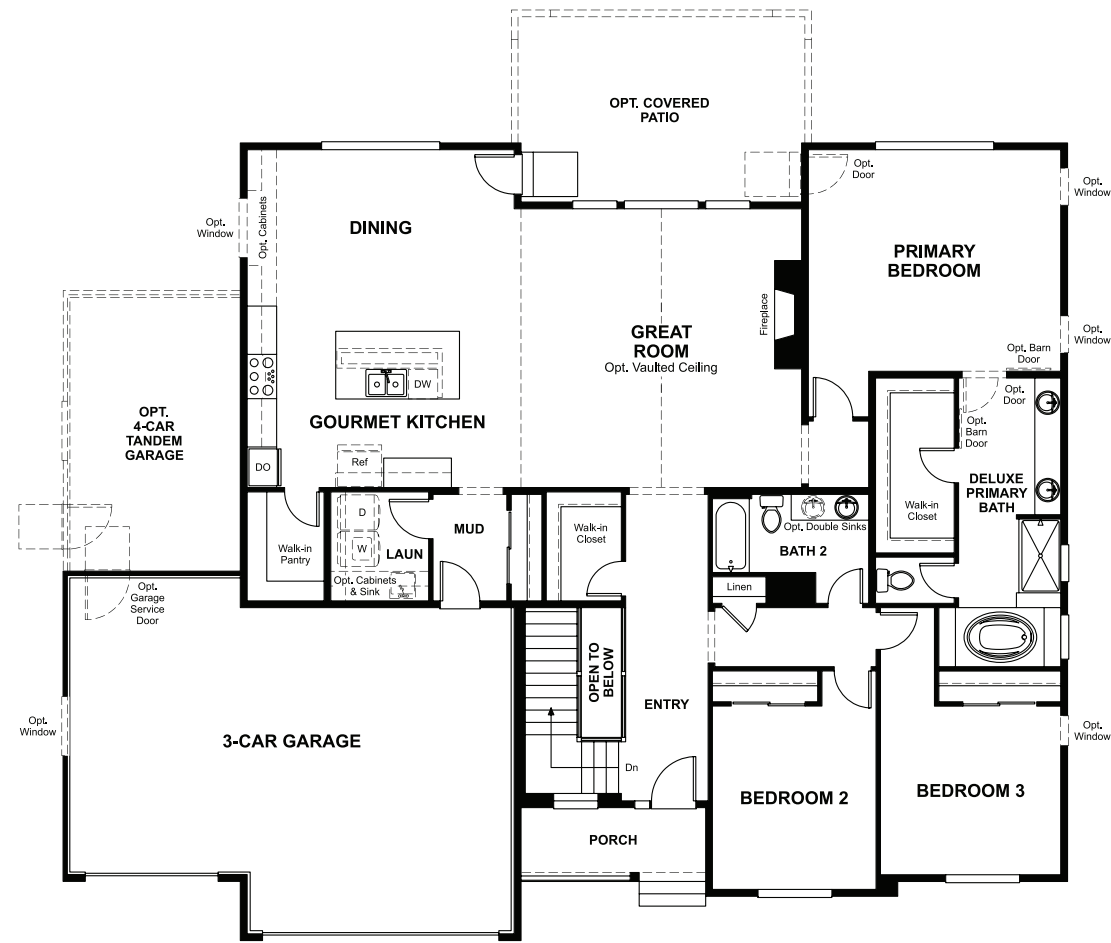 OPT. COVERED
PATIO
Opt.
Door
Opt.
Window
Opt.
Window
Opt. Cabinets
DINING
PRIMARY
BEDROOM
Fireplace
GREAT
ROOM
Opt. Vaulted Ceiling
Opt.
Window
Opt. Barn
Door
DW
Opt.
Door
OPT.
4-CAR
TANDEM
GARAGE
GOURMET KITCHEN
Opt.
Barn
Door
DO
Ref
DELUXE
PRIMARY
BATH
Walk-in
Closet
D
MUD
Walk-in
Closet
Opt. Double Sinks
W
LAUN
Walk-in
Pantry
BATH 2
Opt. Cabinets
& Sink
Linen
Opt.
Garage
Service
Door
OPEN TO
BELOW
ENTRY
Opt.
Window
Opt.
Window
3-CAR GARAGE
Dn
BEDROOM 2
BEDROOM 3
PORCH